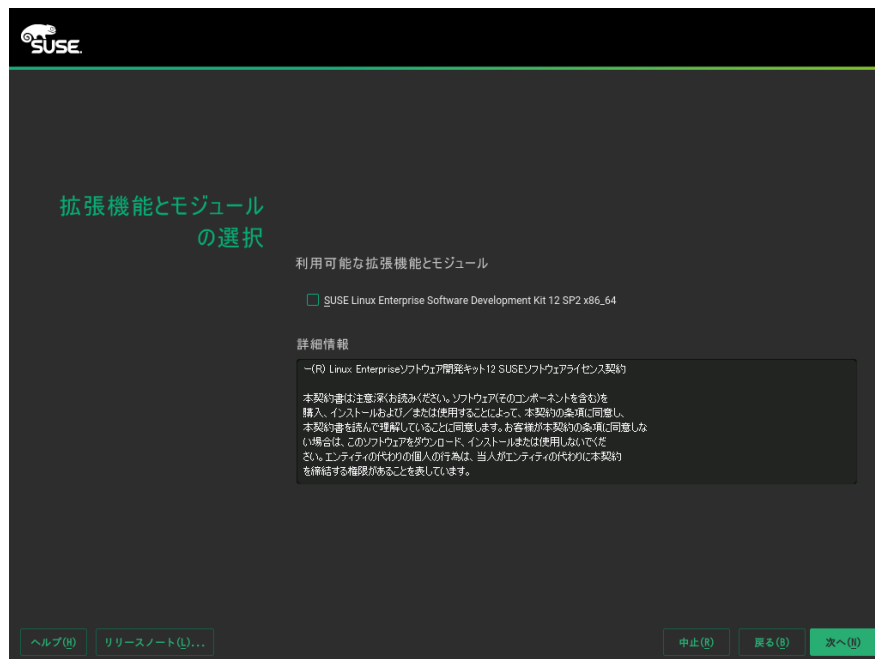 SUSE.
拡張機能とモジュール
の選択
利用可能な拡張機能とモジュール
SUSE Linux Enterprise Software Development Kit 12 SP2 x86_64
詳細情報
ー(R) Linux Enterpriseソフトウェア開発キット12 SUSEソフトウェアライセンス契約
本契約書は注意深くお読みください。ソフトウェア(そのコンポーネントを含む)を
購入、インストールおよび/または使用することによって、本契約の条項に同意し、
本契約書を読んで理解していることに同意します。お客様が本契約の条項に同意しな
い場合は、このソフトウェアをダウンロード、インストールまたは使用しないでくだ
さい。エンティティの代わりの個人の行為は、当人がエンティティの代わりに本契約
を締結する権限があることを表しています。
ヘルプ(H) リリースノート(L)... 中止(R) 戻る(B) 次へ(N)